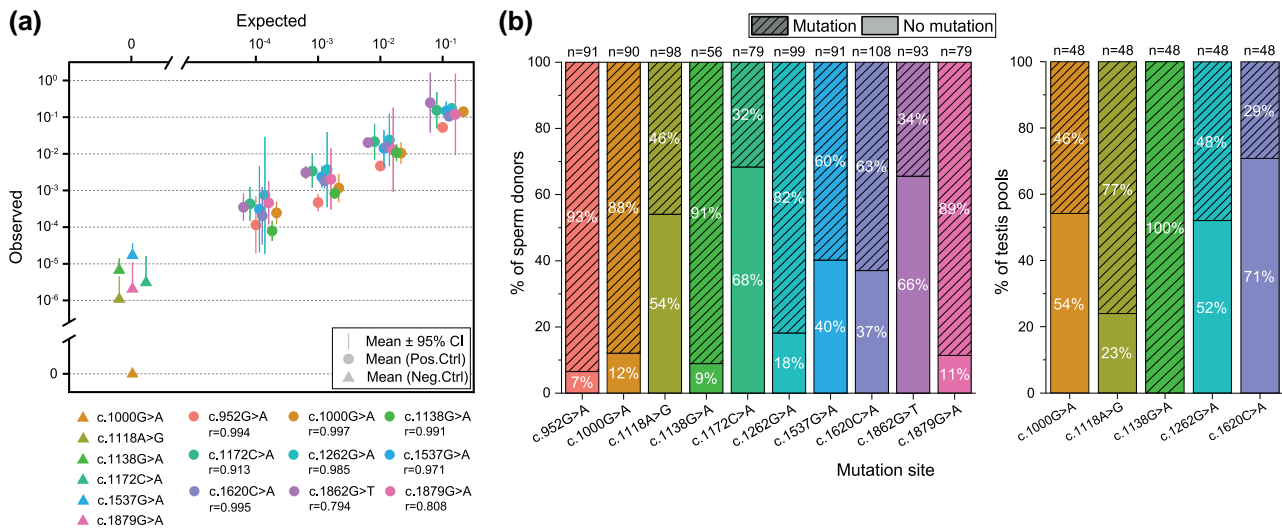 (a)
Expected
0
10⁻⁴
10⁻³
10⁻²
10⁻¹
Observed
10⁰
10⁻¹
10⁻²
10⁻³
10⁻⁴
10⁻⁵
10⁻⁶
0
Mean ± 95% CI
Mean (Pos.Ctrl)
Mean (Neg.Ctrl)
c.1000G>A
c.1118A>G
c.1138G>A
c.1172C>A
c.1537G>A
c.1879G>A
c.952G>A
r=0.994
c.1000G>A
r=0.997
c.1138G>A
r=0.991
c.1172C>A
r=0.913
c.1262G>A
r=0.985
c.1537G>A
r=0.971
c.1620C>A
r=0.995
c.1862G>T
r=0.794
c.1879G>A
r=0.808
(b)
Mutation
No mutation
n=91 n=90 n=98 n=56 n=79 n=99 n=91 n=108 n=93 n=79
% of sperm donors
100
80
60
40
20
0
93%
7%
88%
12%
46%
54%
91%
9%
32%
68%
82%
18%
60%
40%
63%
37%
34%
66%
89%
11%
c.952G>A
c.1000G>A
c.1118A>G
c.1138G>A
c.1172C>A
c.1262G>A
c.1537G>A
c.1620C>A
c.1862G>T
c.1879G>A
n=48 n=48 n=48 n=48 n=48
% of testis pools
100
80
60
40
20
0
46%
54%
77%
23%
100%
48%
52%
29%
71%
c.1000G>A
c.1118A>G
c.1138G>A
c.1262G>A
c.1620C>A
Mutation site